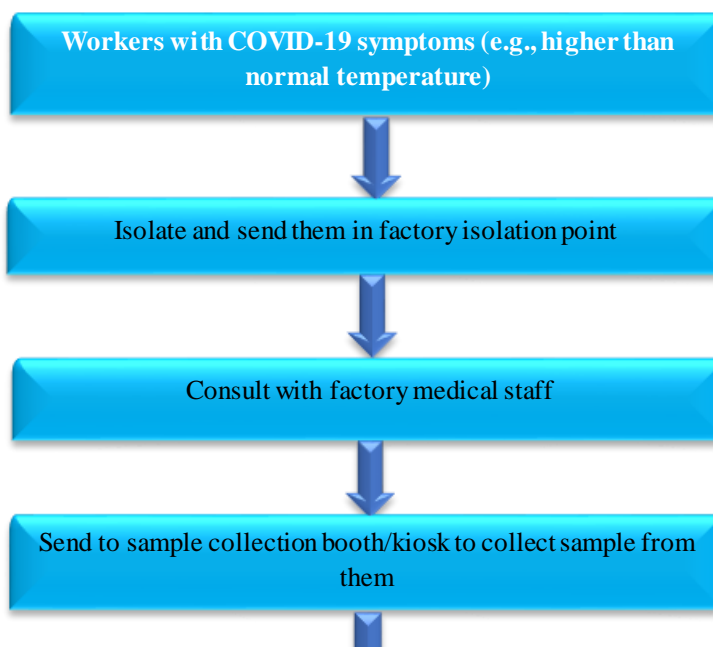 Workers with COVID-19 symptoms (e.g., higher than
normal temperature)
Isolate and send them in factory isolation point
Consult with factory medical staff
Send to sample collection booth/kiosk to collect sample from
them